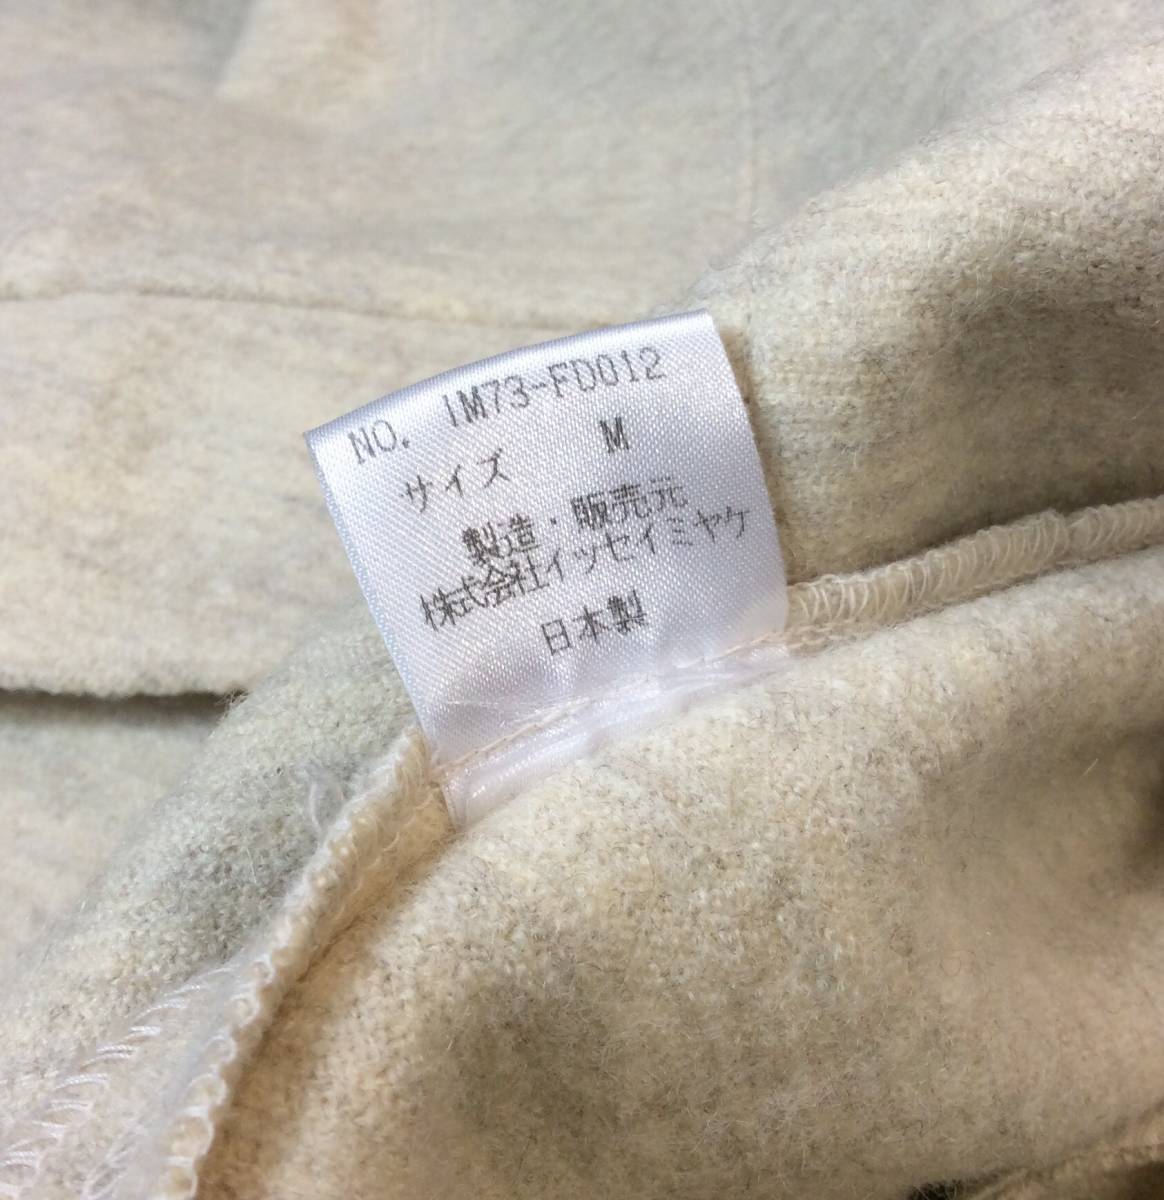 NO. IM73-FD012
サイズ M
製造・販売元
株式会社イッセイミヤケ
日本製